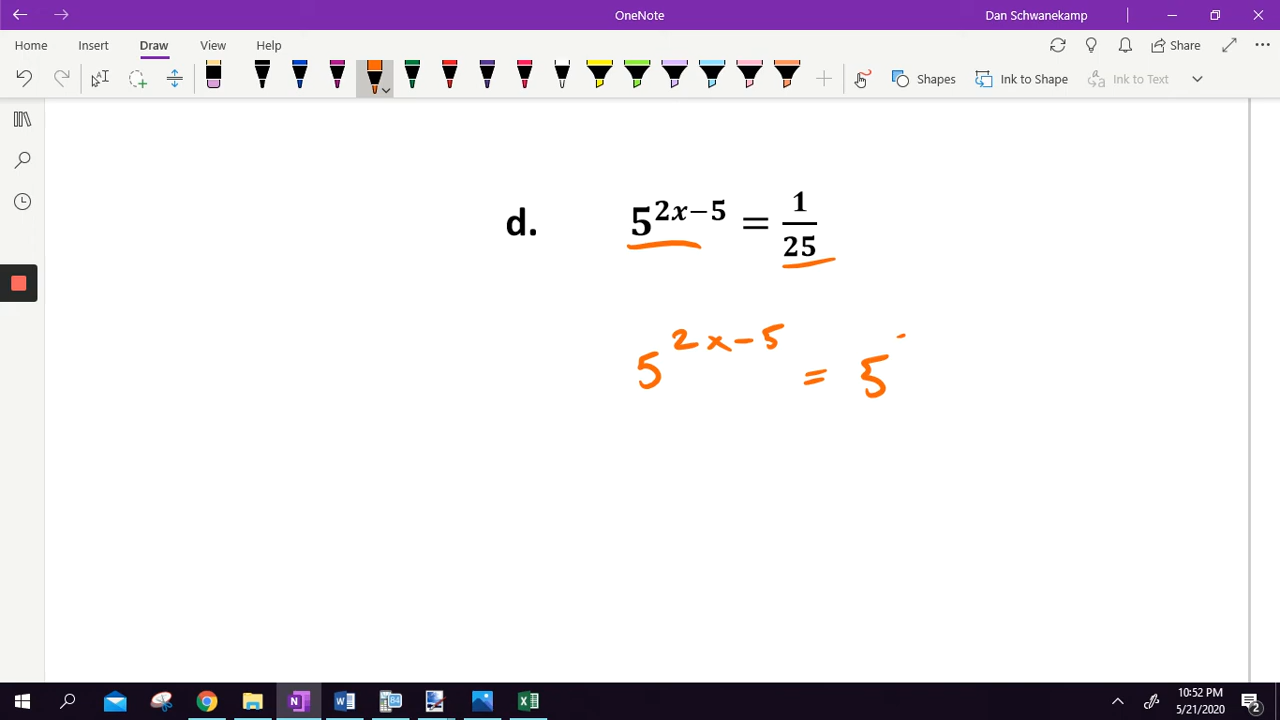 OneNote
Dan Schwanekamp
Home Insert Draw View Help
Share
Shapes Ink to Shape Ink to Text
d. 5^{2x−5} = 1/25
5^{2x−5} = 5^-
10:52 PM
5/21/2020
2